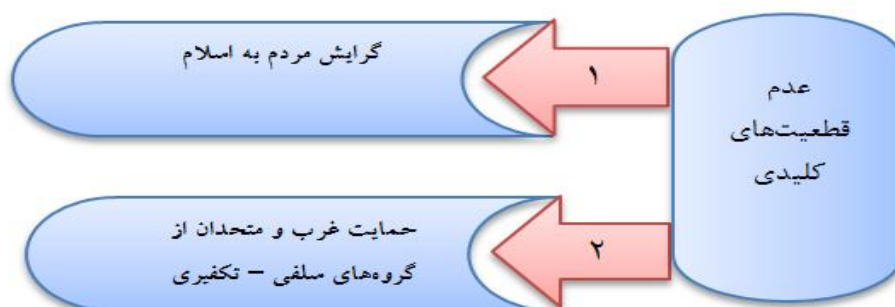 عدم
قطعیت‌های
کلیدی
۱
گرایش مردم به اسلام
۲
حمایت غرب و متحدان از
گروه‌های سلفی – تکفیری